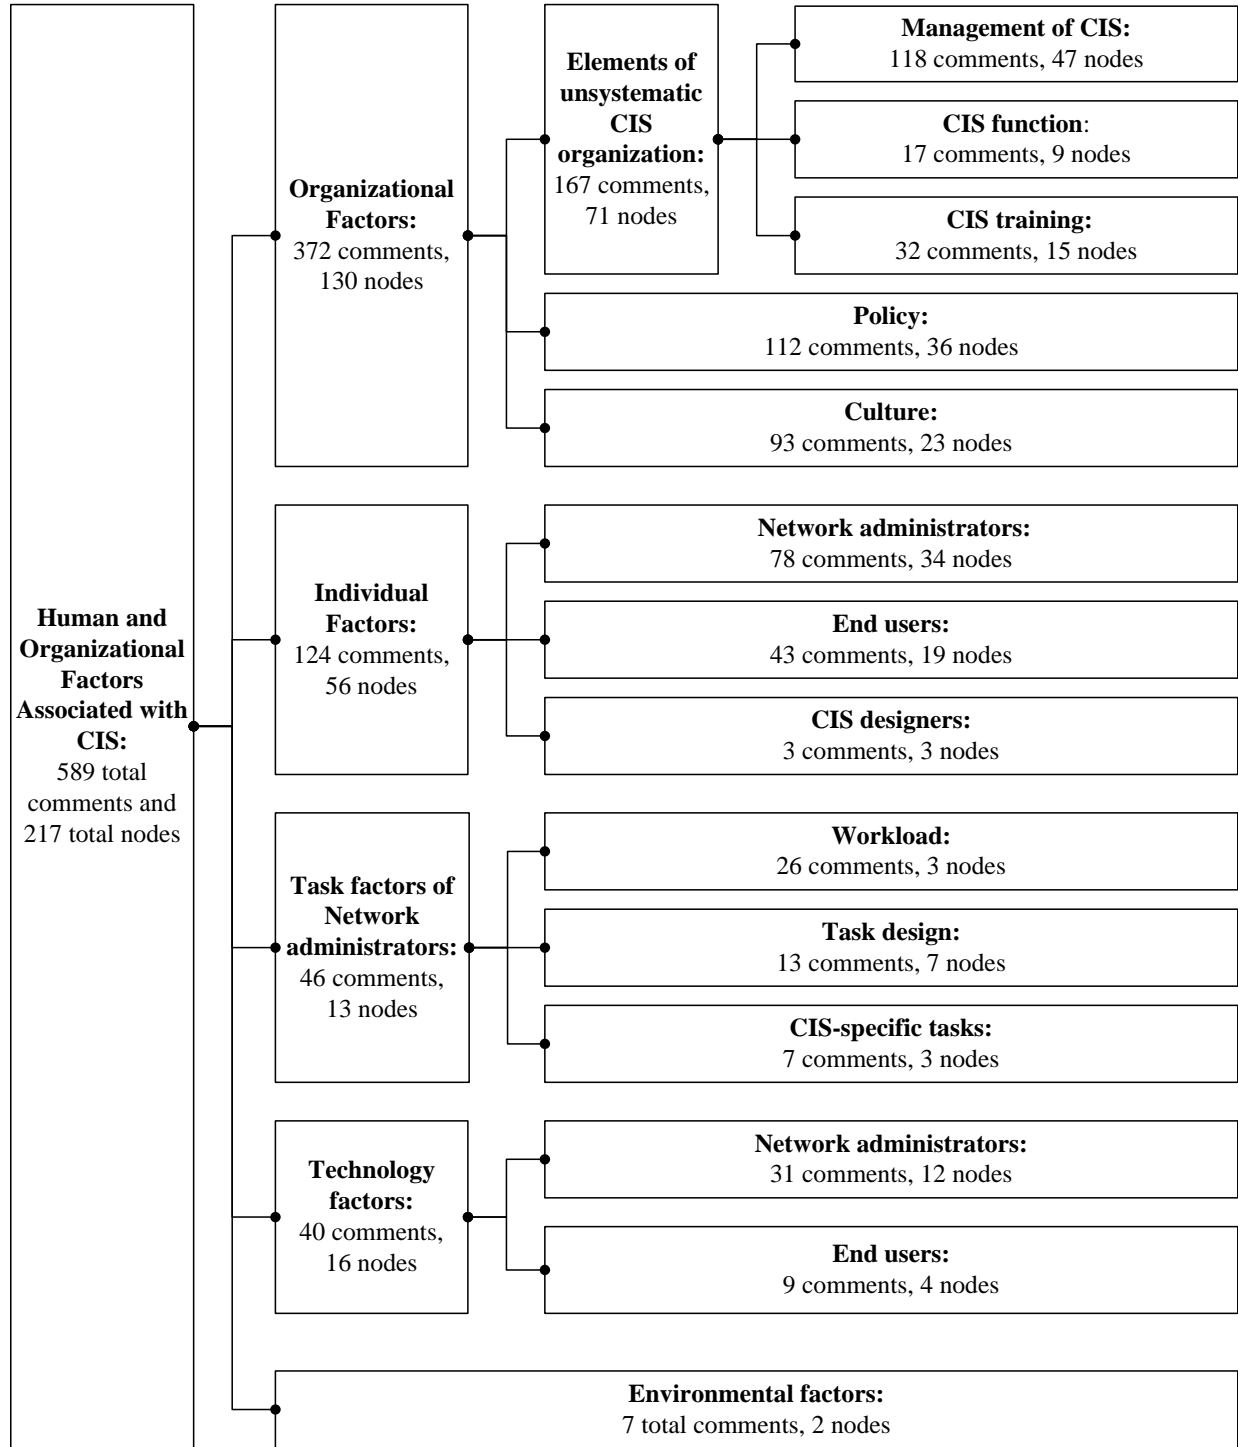 Human and
Organizational
Factors
Associated with
CIS:
589 total
comments and
217 total nodes
Organizational
Factors:
372 comments,
130 nodes
Elements of
unsystematic
CIS
organization:
167 comments,
71 nodes
Management of CIS:
118 comments, 47 nodes
CIS function:
17 comments, 9 nodes
CIS training:
32 comments, 15 nodes
Policy:
112 comments, 36 nodes
Culture:
93 comments, 23 nodes
Individual
Factors:
124 comments,
56 nodes
Network administrators:
78 comments, 34 nodes
End users:
43 comments, 19 nodes
CIS designers:
3 comments, 3 nodes
Task factors of
Network
administrators:
46 comments,
13 nodes
Workload:
26 comments, 3 nodes
Task design:
13 comments, 7 nodes
CIS-specific tasks:
7 comments, 3 nodes
Technology
factors:
40 comments,
16 nodes
Network administrators:
31 comments, 12 nodes
End users:
9 comments, 4 nodes
Environmental factors:
7 total comments, 2 nodes